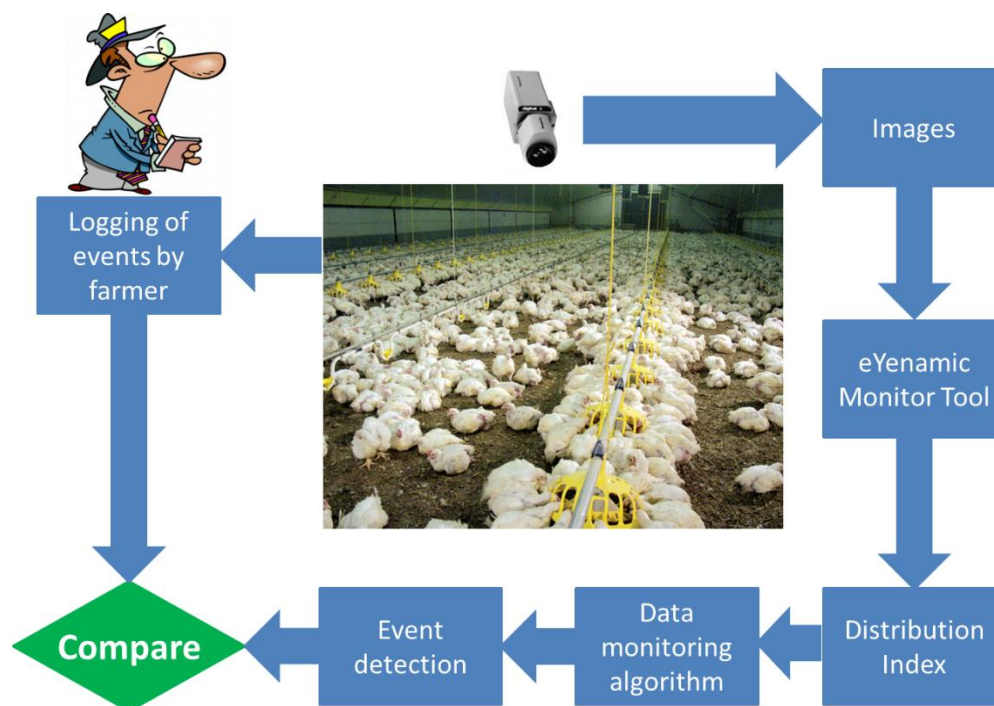 Images
Logging of
events by
farmer
eYenamic
Monitor Tool
Compare
Event
detection
Data
monitoring
algorithm
Distribution
Index